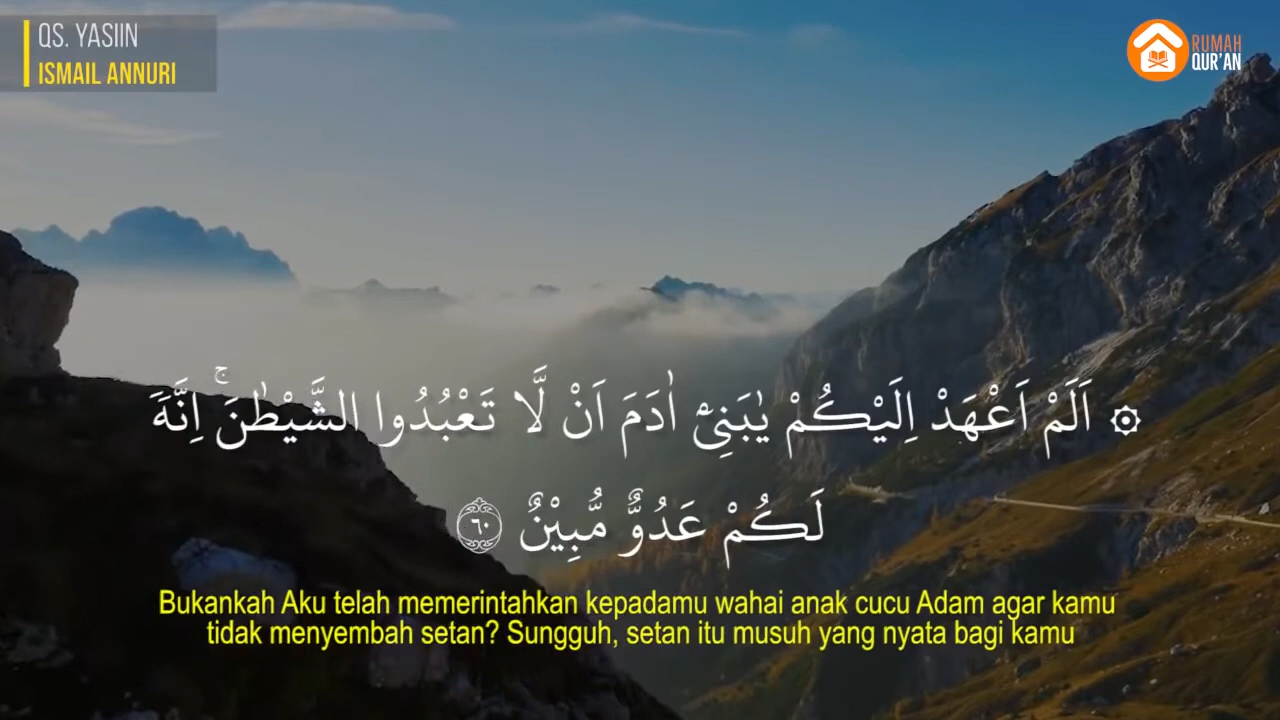 QS. YASIIN
ISMAIL ANNURI
RUMAH
QUR'AN
۞ اَلَمْ اَعْهَدْ اِلَيْكُمْ يٰبَنِيْٓ اٰدَمَ اَنْ لَّا تَعْبُدُوا الشَّيْطٰنَۚ اِنَّهٗ
لَكُمْ عَدُوٌّ مُّبِيْنٌ ٦٠
Bukankah Aku telah memerintahkan kepadamu wahai anak cucu Adam agar kamu
tidak menyembah setan? Sungguh, setan itu musuh yang nyata bagi kamu